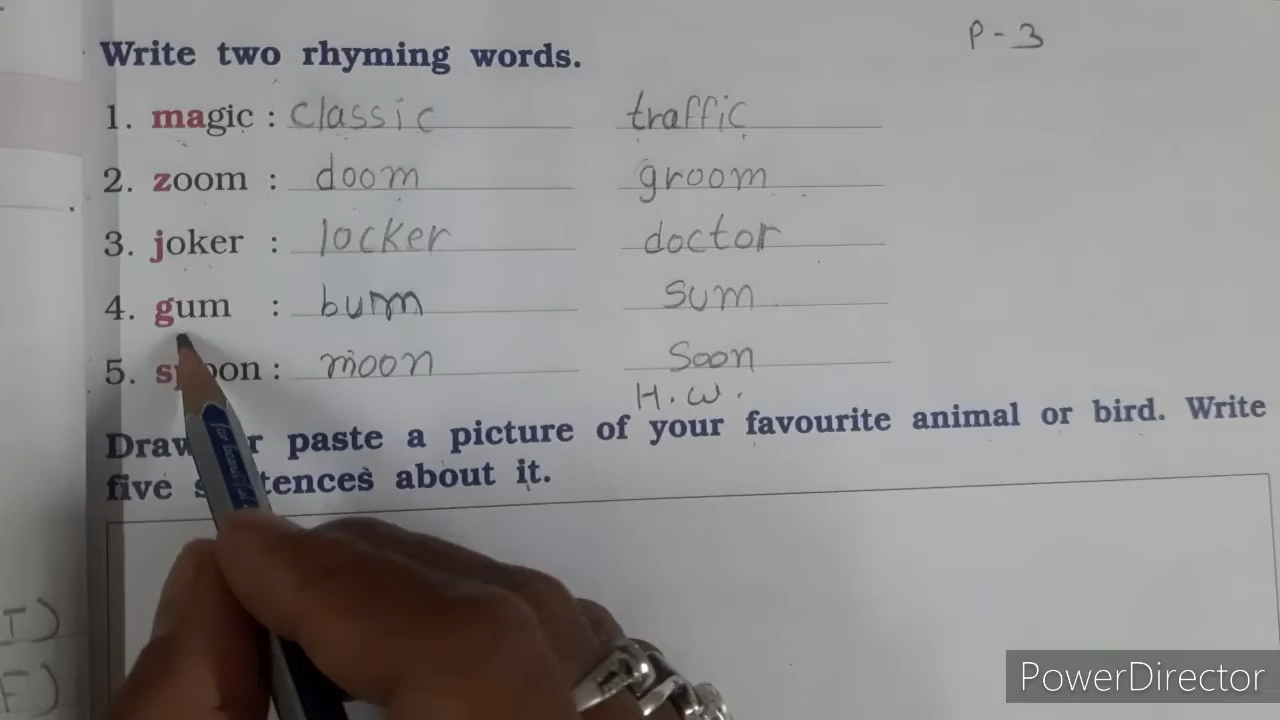 P-3
Write two rhyming words.
1. magic : classic traffic
2. zoom : doom groom
3. joker : locker doctor
4. gum : bum sum
5. : moon Soon
H.W.
paste a picture of your favourite animal or bird. Write
five about it.
I)
F)
PowerDirector